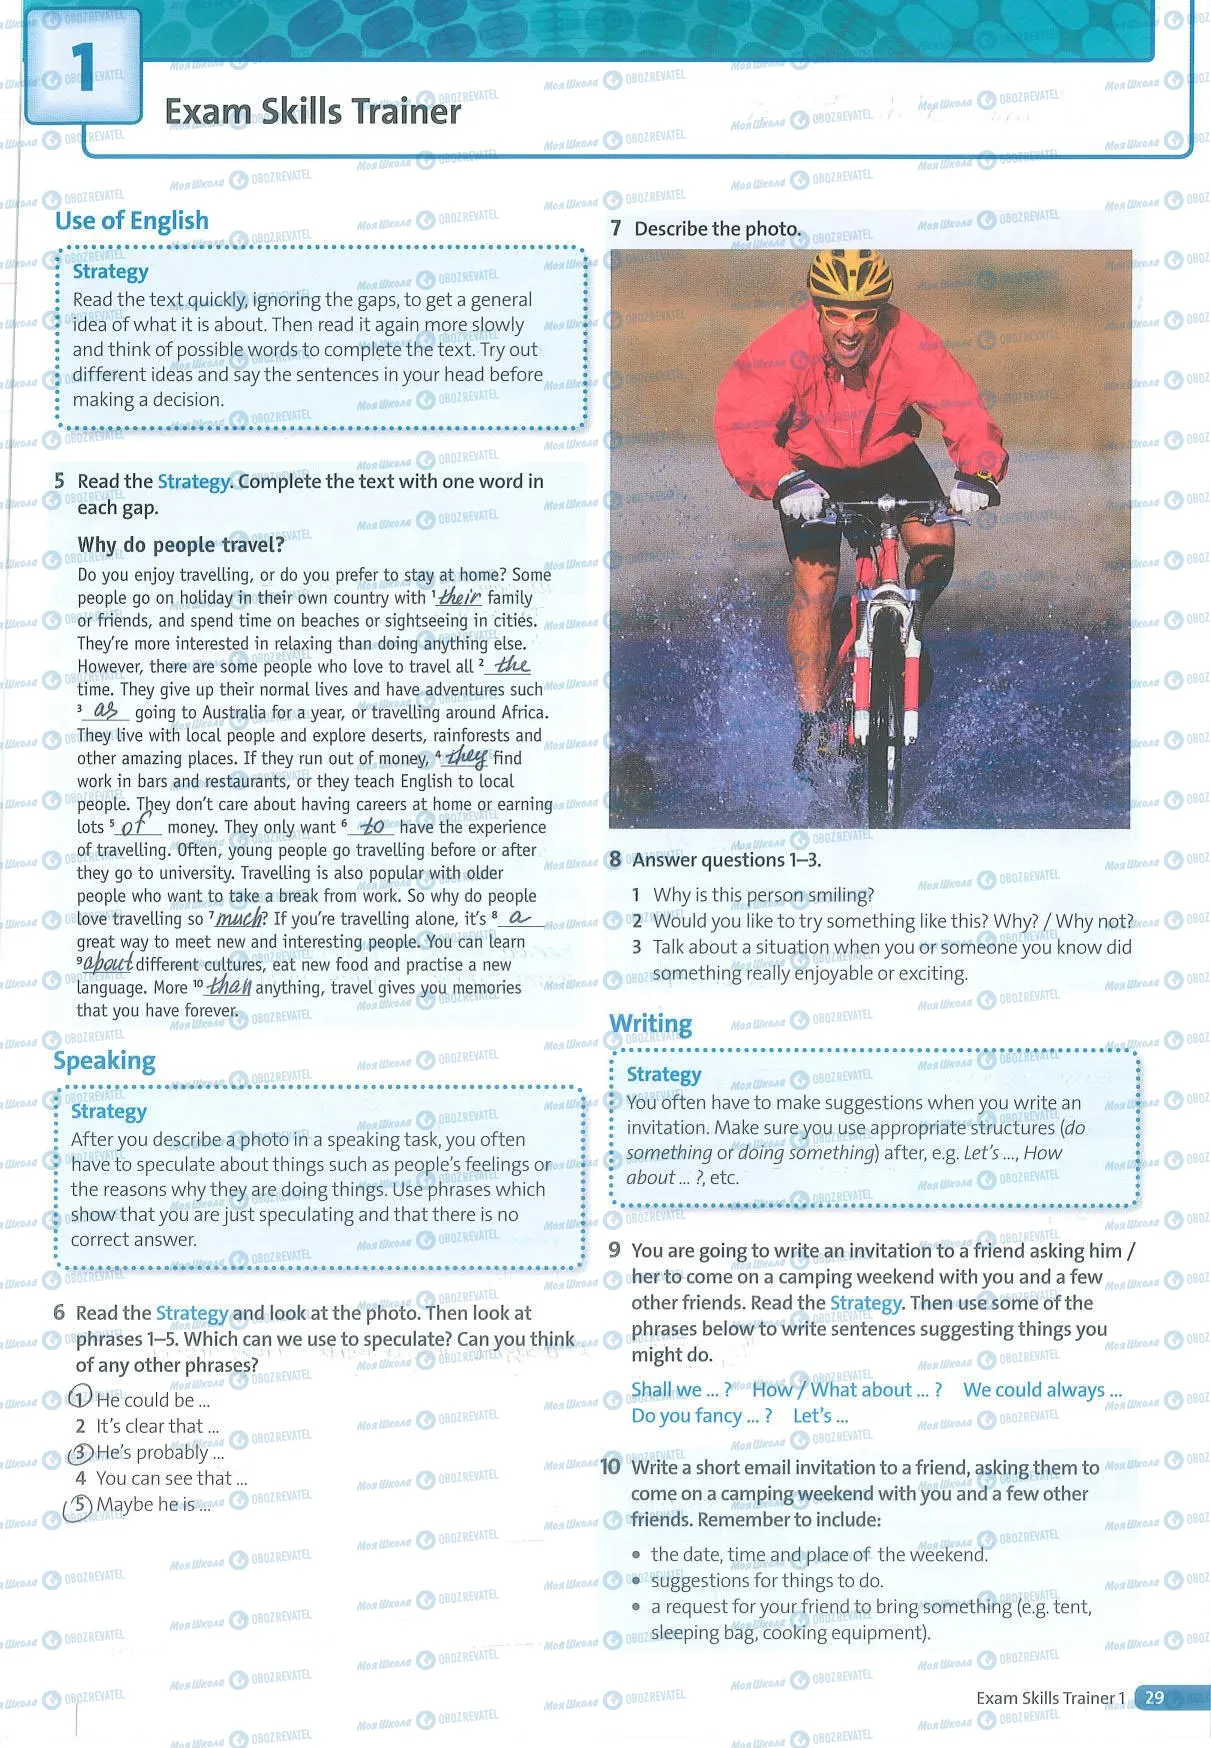 1
Exam Skills Trainer
Use of English
Strategy
Read the text quickly, ignoring the gaps, to get a general
idea of what it is about. Then read it again more slowly
and think of possible words to complete the text. Try out
different ideas and say the sentences in your head before
making a decision.
5 Read the Strategy. Complete the text with one word in
each gap.
Why do people travel?
Do you enjoy travelling, or do you prefer to stay at home? Some
people go on holiday in their own country with ¹ their family
or friends, and spend time on beaches or sightseeing in cities.
They're more interested in relaxing than doing anything else.
However, there are some people who love to travel all ² the
time. They give up their normal lives and have adventures such
³ as going to Australia for a year, or travelling around Africa.
They live with local people and explore deserts, rainforests and
other amazing places. If they run out of money, ⁴ they find
work in bars and restaurants, or they teach English to local
people. They don't care about having careers at home or earning
lots ⁵ of money. They only want ⁶ to have the experience
of travelling. Often, young people go travelling before or after
they go to university. Travelling is also popular with older
people who want to take a break from work. So why do people
love travelling so ⁷ much? If you're travelling alone, it's ⁸ a
great way to meet new and interesting people. You can learn
⁹ about different cultures, eat new food and practise a new
language. More ¹⁰ than anything, travel gives you memories
that you have forever.
Speaking
Strategy
After you describe a photo in a speaking task, you often
have to speculate about things such as people's feelings or
the reasons why they are doing things. Use phrases which
show that you are just speculating and that there is no
correct answer.
6 Read the Strategy and look at the photo. Then look at
phrases 1–5. Which can we use to speculate? Can you think
of any other phrases?
1 He could be ...
2 It's clear that ...
3 He's probably ...
4 You can see that ...
5 Maybe he is ...
7 Describe the photo.
8 Answer questions 1–3.
1 Why is this person smiling?
2 Would you like to try something like this? Why? / Why not?
3 Talk about a situation when you or someone you know did
something really enjoyable or exciting.
Writing
Strategy
You often have to make suggestions when you write an
invitation. Make sure you use appropriate structures (do
something or doing something) after, e.g. Let's ..., How
about ... ?, etc.
9 You are going to write an invitation to a friend asking him /
her to come on a camping weekend with you and a few
other friends. Read the Strategy. Then use some of the
phrases below to write sentences suggesting things you
might do.
Shall we ... ? How / What about ... ? We could always ...
Do you fancy ... ? Let's ...
10 Write a short email invitation to a friend, asking them to
come on a camping weekend with you and a few other
friends. Remember to include:
• the date, time and place of the weekend.
• suggestions for things to do.
• a request for your friend to bring something (e.g. tent,
sleeping bag, cooking equipment).
Exam Skills Trainer 1 29
Моя Школа OBOZREVATEL